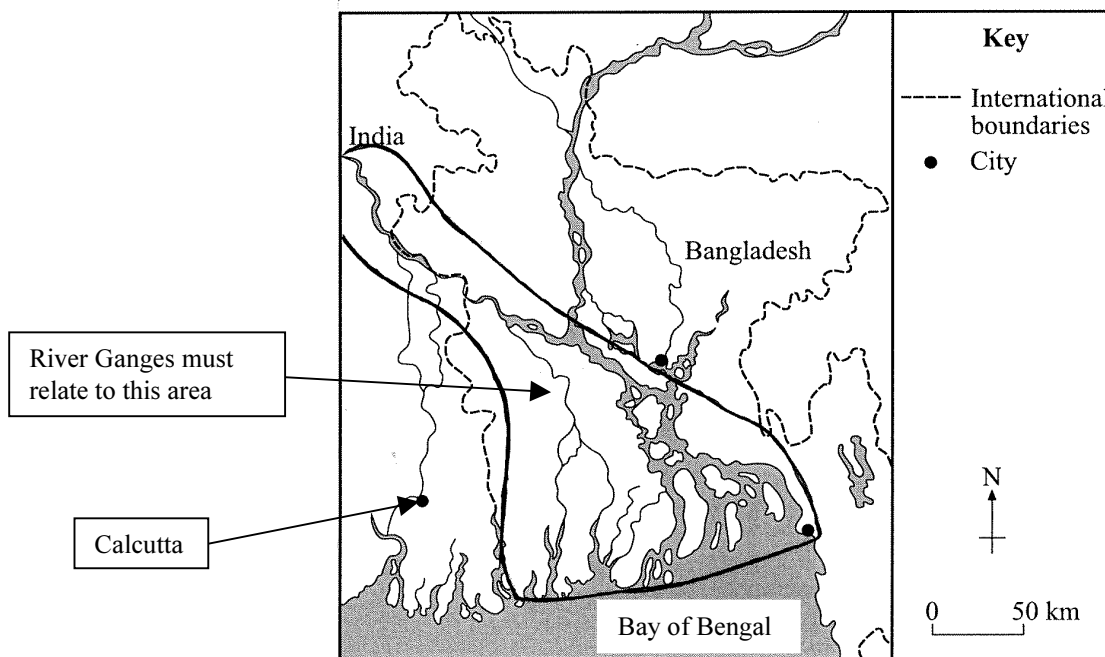 Key
International
boundaries
City
India
Bangladesh
River Ganges must
relate to this area
Calcutta
N
0 50 km
Bay of Bengal